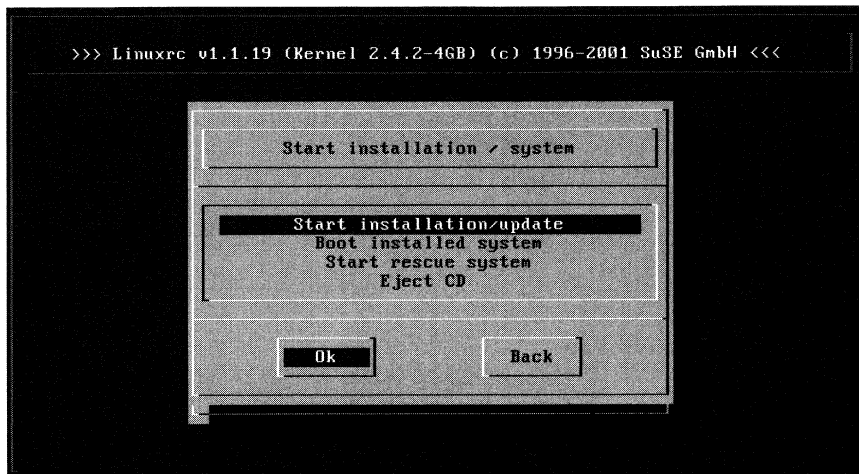 >>> Linuxrc v1.1.19 (Kernel 2.4.2-4GB) (c) 1996-2001 SuSE GmbH <<<
Start installation / system
Start installation/update
Boot installed system
Start rescue system
Eject CD
Ok Back